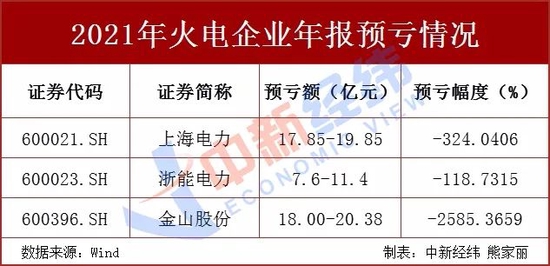 2021年火电企业年报预亏情况
证券代码 证券简称 预亏额(亿元) 预亏幅度(%)
600021.SH 上海电力 17.85-19.85 -324.0406
600023.SH 浙能电力 7.6-11.4 -118.7315
600396.SH 金山股份 18.00-20.38 -2585.3659
数据来源:Wind 制表:中新经纬 熊家丽
中新经纬
ECONOMIC VIEW